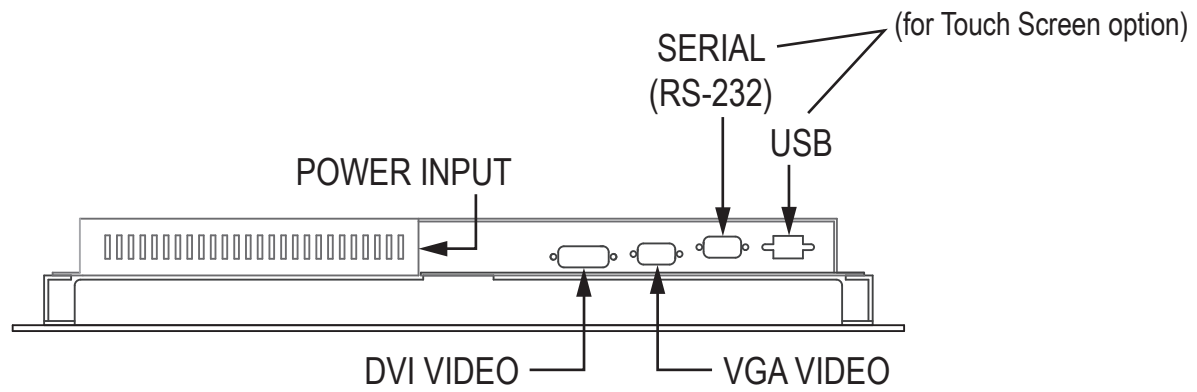 (for Touch Screen option)
SERIAL
(RS-232)
USB
POWER INPUT
DVI VIDEO
VGA VIDEO